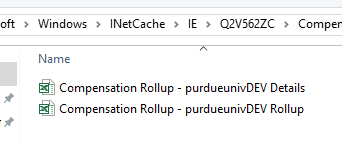 oft > Windows > INetCache > IE > Q2V562ZC > Compen
Name
Compensation Rollup - purdueunivDEV Details
Compensation Rollup - purdueunivDEV Rollup